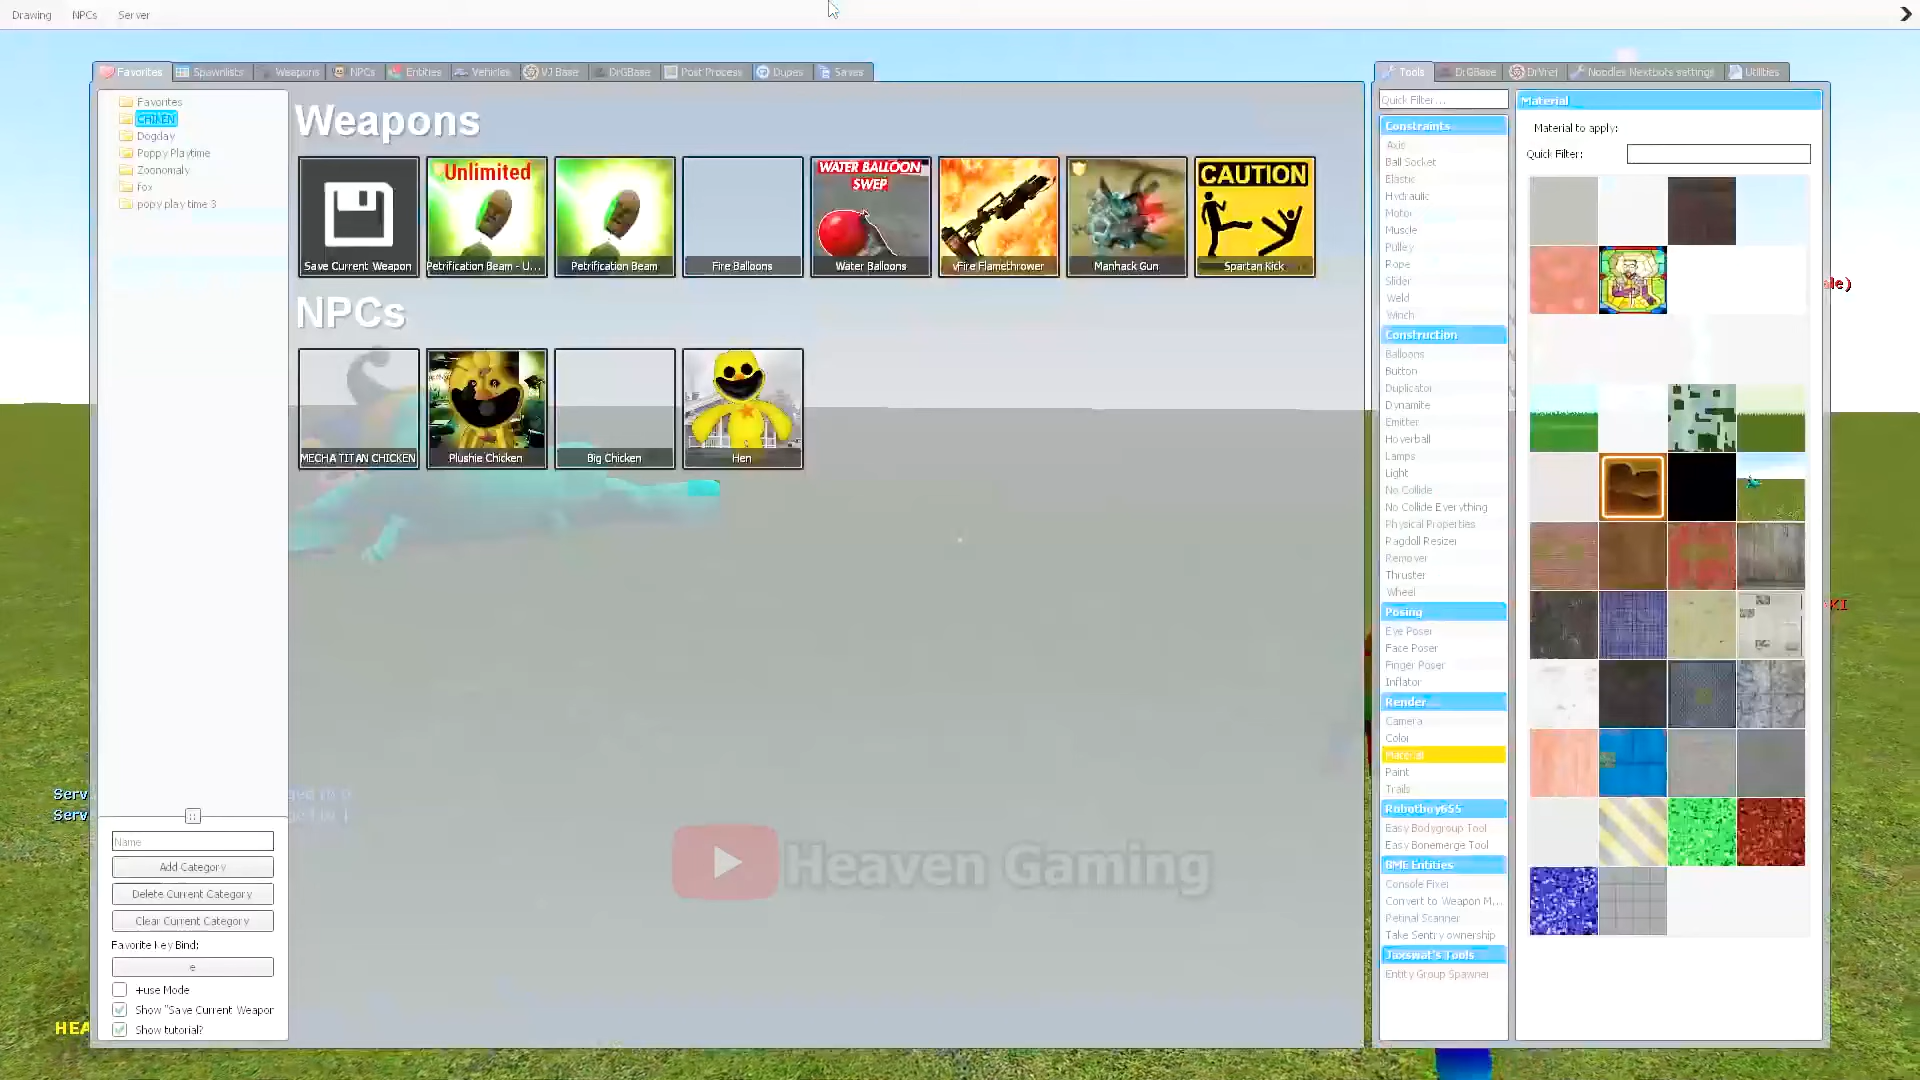 Drawing NPCs Server
Favorites Spawnlists Weapons NPCs Entities Vehicles VJ Base DrGBase Post Process Dupes Saves
Favorites
CHIKEN
Dogday
Poppy Playtime
Zoonomaly
fox
popy play time 3
Weapons
Unlimited
WATER BALLOON
SWEP
CAUTION
Save Current Weapon
Petrification Beam - U...
Petrification Beam
Fire Balloons
Water Balloons
vFire Flamethrower
Manhack Gun
Spartan Kick
NPCs
MECHA TITAN CHICKEN
Plushie Chicken
Big Chicken
Hen
Heaven Gaming
Serv
Serv
HEA
Name
Add Category
Delete Current Category
Clear Current Category
Favorite Key Bind:
e
+use Mode
Show "Save Current Weapor
Show tutorial?
Tools DrGBase DrVrej Noodles Nextbots settings Utilities
Quick Filter...
Constraints
Axis
Ball Socket
Elastic
Hydraulic
Motor
Muscle
Pulley
Rope
Slider
Weld
Winch
Construction
Balloons
Button
Duplicator
Dynamite
Emitter
Hoverball
Lamps
Light
No Collide
No Collide Everything
Physical Properties
Ragdoll Resizer
Remover
Thruster
Wheel
Posing
Eye Poser
Face Poser
Finger Poser
Inflator
Render
Camera
Color
Material
Paint
Trails
Robotboy655
Easy Bodygroup Tool
Easy Bonemerge Tool
BME Entities
Console Fixer
Convert to Weapon M...
Retinal Scanner
Take Sentry ownership
Jaxswat's Tools
Entity Group Spawner
Material
Material to apply:
Quick Filter: